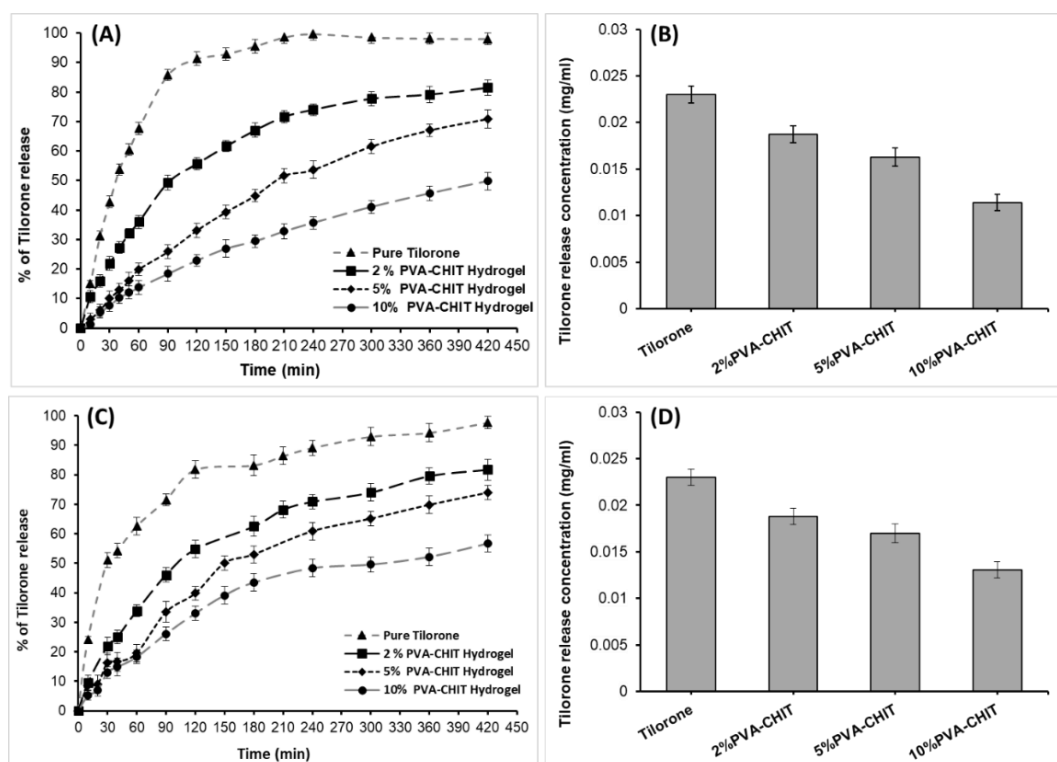 (A)
% of Tilorone release
100
90
80
70
60
50
40
30
20
10
0
0 30 60 90 120 150 180 210 240 270 300 330 360 390 420 450
Time (min)
Pure Tilorone
2 % PVA-CHIT Hydrogel
5% PVA-CHIT Hydrogel
10% PVA-CHIT Hydrogel
(B)
Tilorone release concentration (mg/ml)
0.03
0.025
0.02
0.015
0.01
0.005
0
Tilorone
2%PVA-CHIT
5%PVA-CHIT
10%PVA-CHIT
(C)
% of Tilorone release
100
90
80
70
60
50
40
30
20
10
0
0 30 60 90 120 150 180 210 240 270 300 330 360 390 420 450
Time (min)
Pure Tilorone
2 % PVA-CHIT Hydrogel
5% PVA-CHIT Hydrogel
10% PVA-CHIT Hydrogel
(D)
Tilorone release concentration (mg/ml)
0.03
0.025
0.02
0.015
0.01
0.005
0
Tilorone
2%PVA-CHIT
5%PVA-CHIT
10%PVA-CHIT